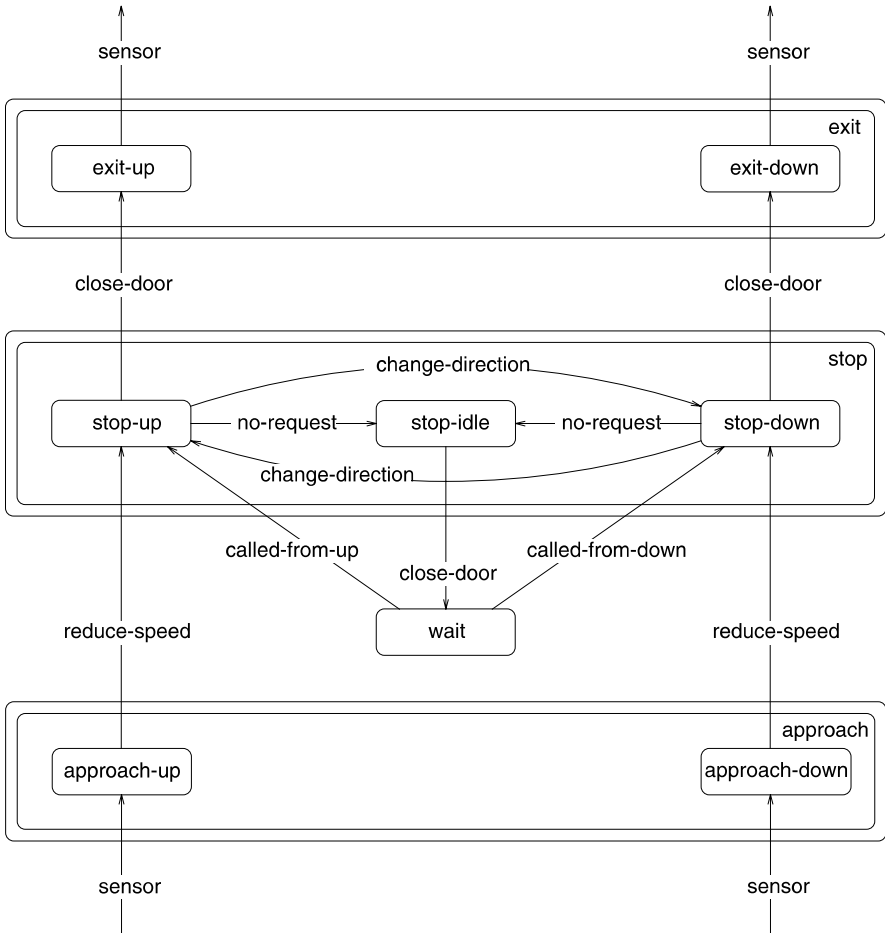 sensor
sensor
exit
exit-up
exit-down
close-door
close-door
stop
change-direction
stop-up
no-request
stop-idle
no-request
stop-down
change-direction
called-from-up
called-from-down
close-door
wait
reduce-speed
reduce-speed
approach
approach-up
approach-down
sensor
sensor